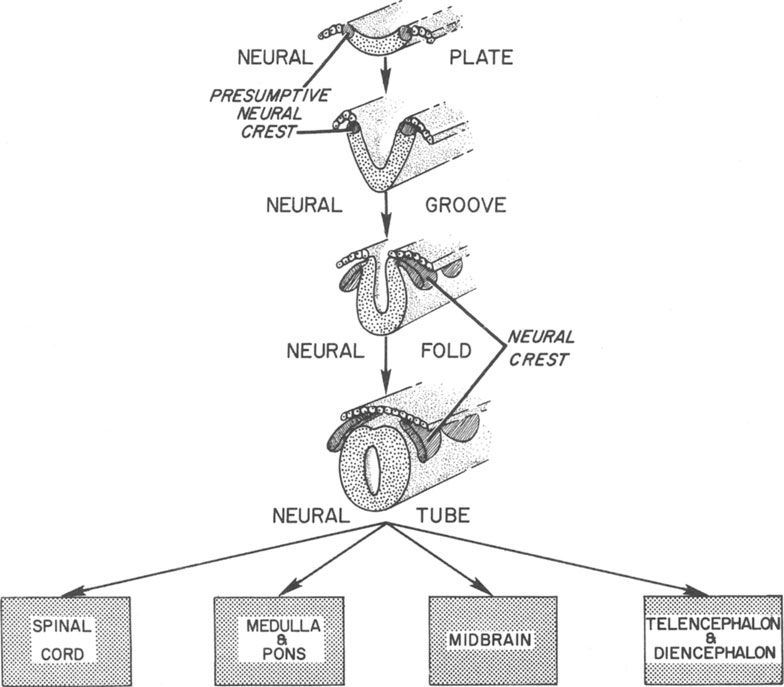 NEURAL PLATE
PRESUMPTIVE
NEURAL
CREST
NEURAL GROOVE
NEURAL FOLD
NEURAL
CREST
NEURAL TUBE
SPINAL
CORD
MEDULLA
&
PONS
MIDBRAIN
TELENCEPHALON
&
DIENCEPHALON